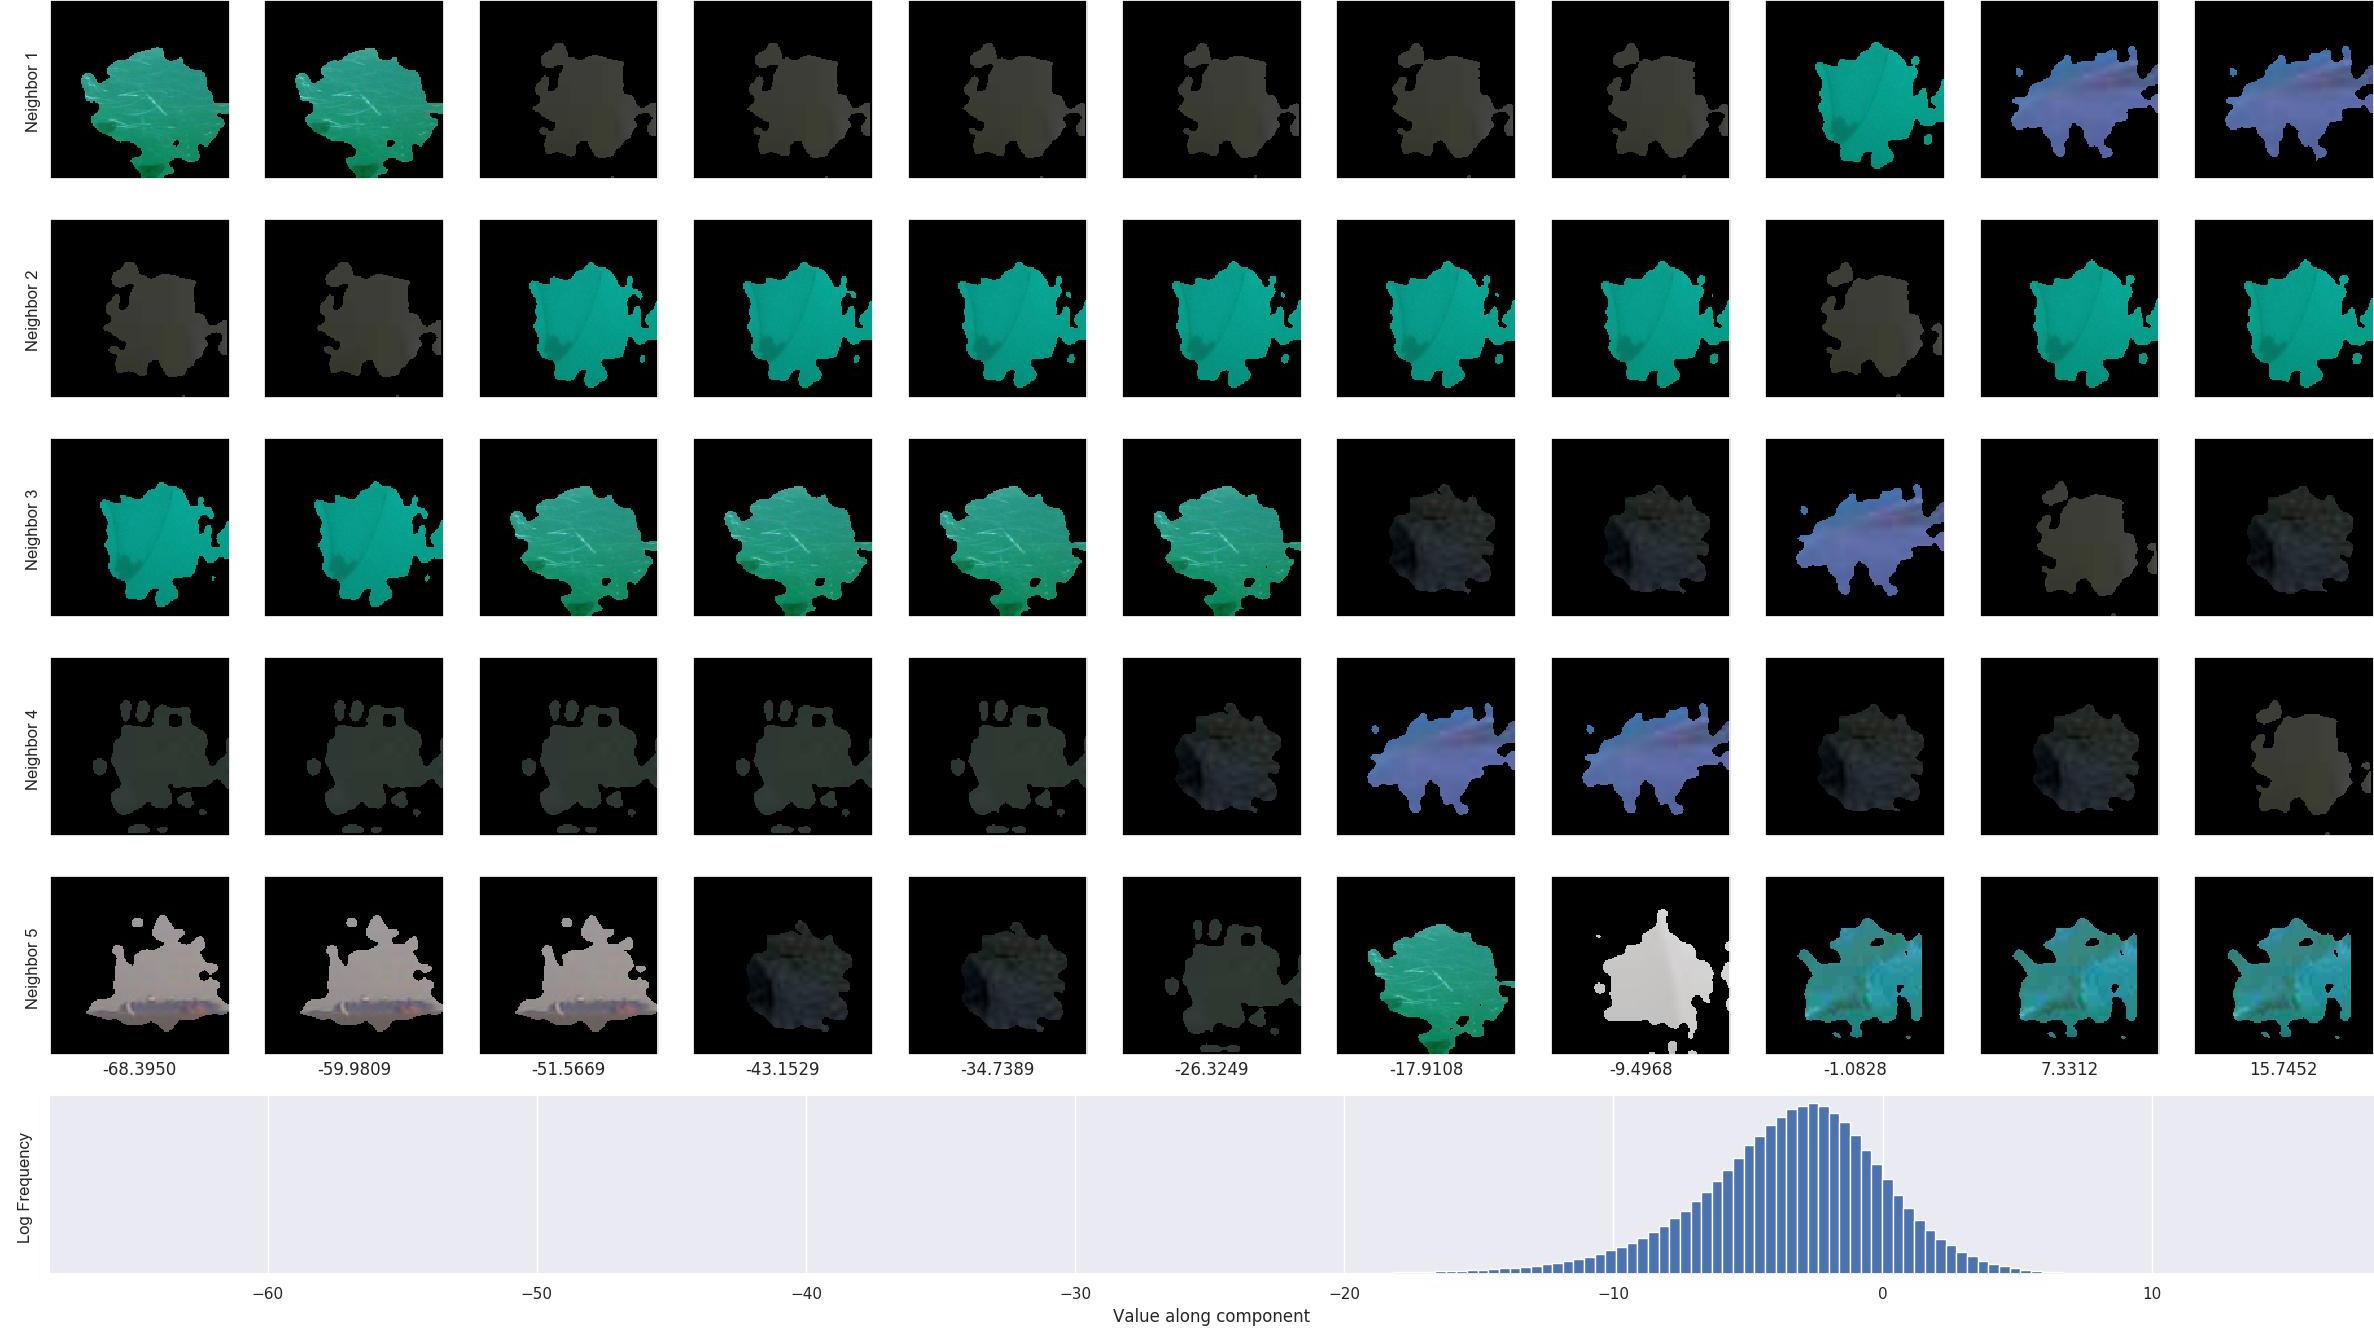 Neighbor 1
Neighbor 2
Neighbor 3
Neighbor 4
Neighbor 5
-68.3950 -59.9809 -51.5669 -43.1529 -34.7389 -26.3249 -17.9108 -9.4968 -1.0828 7.3312 15.7452
Log Frequency
−60 −50 −40 −30 −20 −10 0 10
Value along component